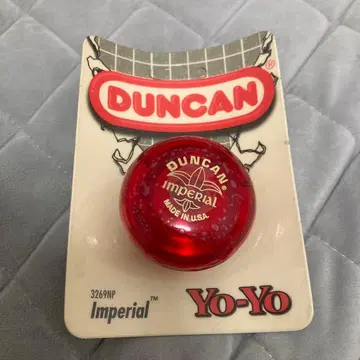 DUNCAN®
DUNCAN®
IMPERIAL
MADE IN U.S.A.
3269NP
Imperial™
Yo-Yo